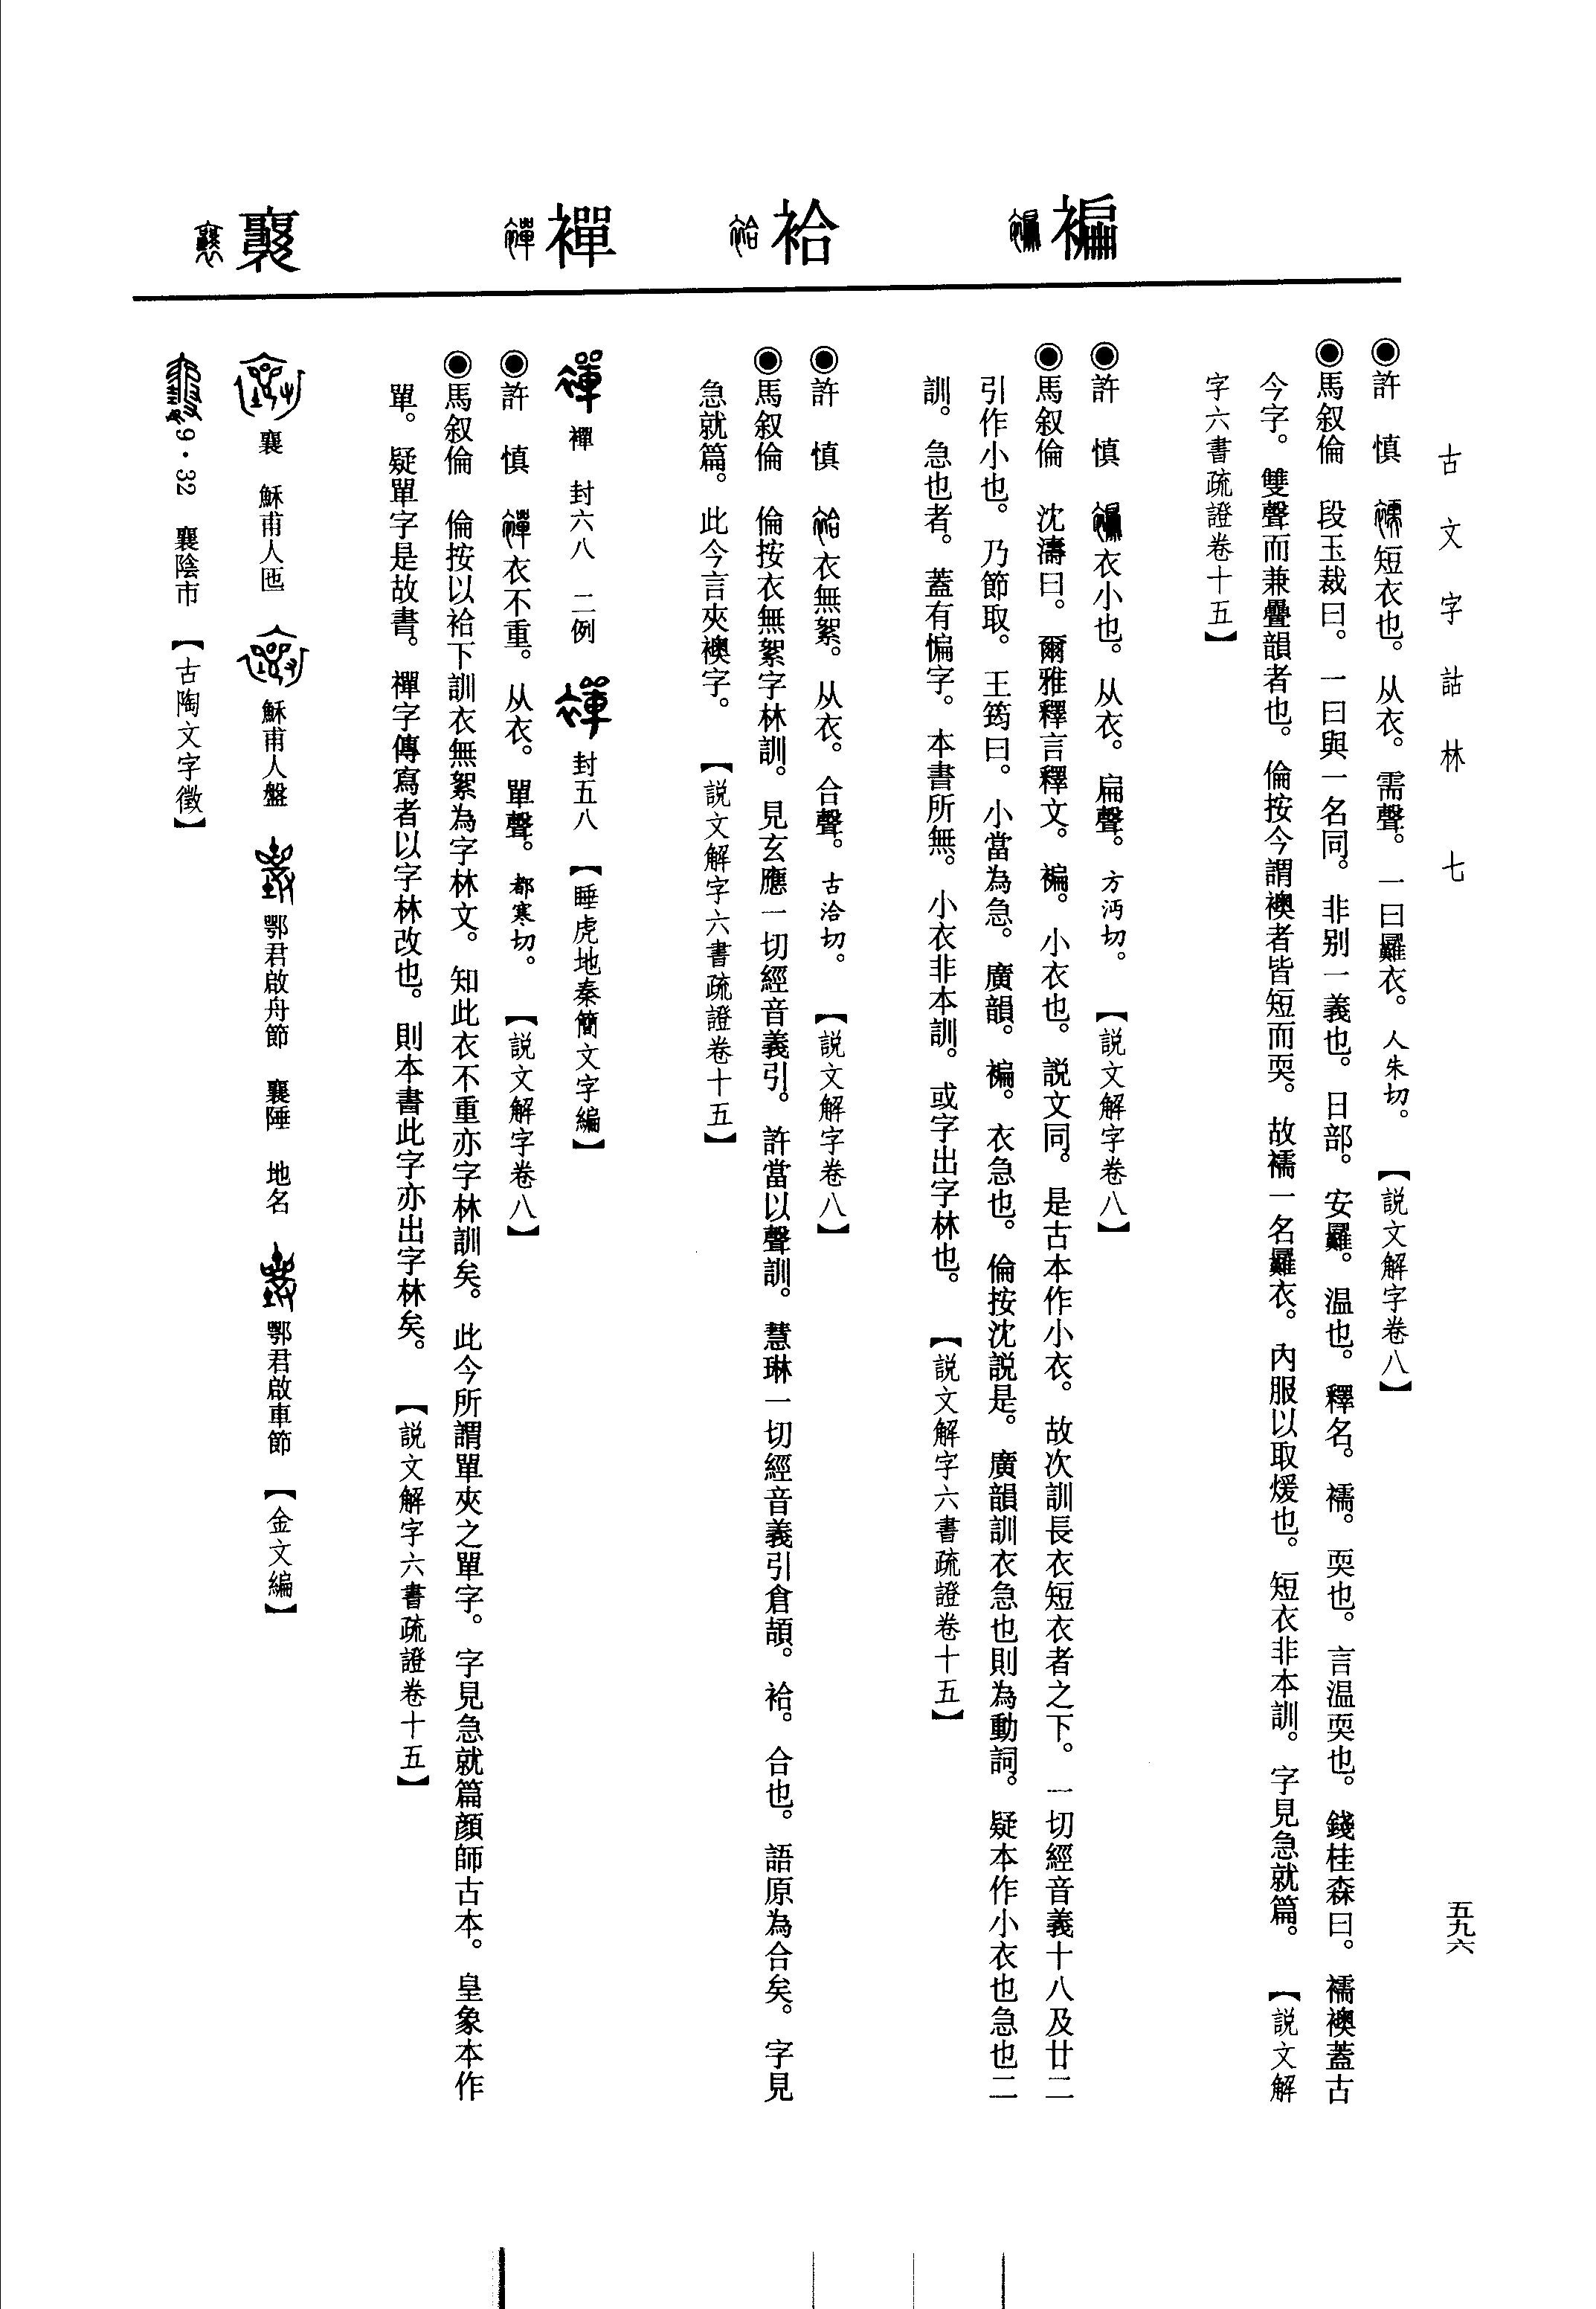 古文字詁林 七
五九六
◉許 慎 短衣也。从衣。需聲。一曰㬮衣。人朱切。【説文解字卷八】
◉馬叙倫 段玉裁曰。一曰與一名同。非别一義也。日部。安㬮。温也。釋名。襦。耎也。言温耎也。錢桂森曰。襦襖蓋古
今字。雙聲而兼疊韻者也。倫按今謂襖者皆短而耎。故襦一名㬮衣。內服以取煖也。短衣非本訓。字見急就篇。【説文解
字六書疏證卷十五】
褊
◉許 慎 衣小也。从衣。扁聲。方沔切。【説文解字卷八】
◉馬叙倫 沈濤曰。爾雅釋言釋文。褊。小衣也。説文同。是古本作小衣。故次訓長衣短衣者之下。一切經音義十八及廿二
引作小也。乃節取。王筠曰。小當為急。廣韻。褊。衣急也。倫按沈説是。廣韻訓衣急也則為動詞。疑本作小衣也急也二
訓。急也者。蓋有惼字。本書所無。小衣非本訓。或字出字林也。【説文解字六書疏證卷十五】
袷
◉許 慎 衣無絮。从衣。合聲。古洽切。【説文解字卷八】
◉馬叙倫 倫按衣無絮字林訓。見玄應一切經音義引。許當以聲訓。慧琳一切經音義引倉頡。袷。合也。語原為合矣。字見
急就篇。此今言夾襖字。【説文解字六書疏證卷十五】
襌
襌 封六八 二例 封五八【睡虎地秦簡文字編】
◉許 慎 衣不重。从衣。單聲。都寒切。【説文解字卷八】
◉馬叙倫 倫按以袷下訓衣無絮為字林文。知此衣不重亦字林訓矣。此今所謂單夾之單字。字見急就篇顔師古本。皇象本作
單。疑單字是故書。襌字傳寫者以字林改也。則本書此字亦出字林矣。【説文解字六書疏證卷十五】
襄
襄 穌甫人匜 穌甫人盤 鄂君啟舟節 襄陲 地名 鄂君啟車節【金文編】
9·32 襄陰市【古陶文字徵】